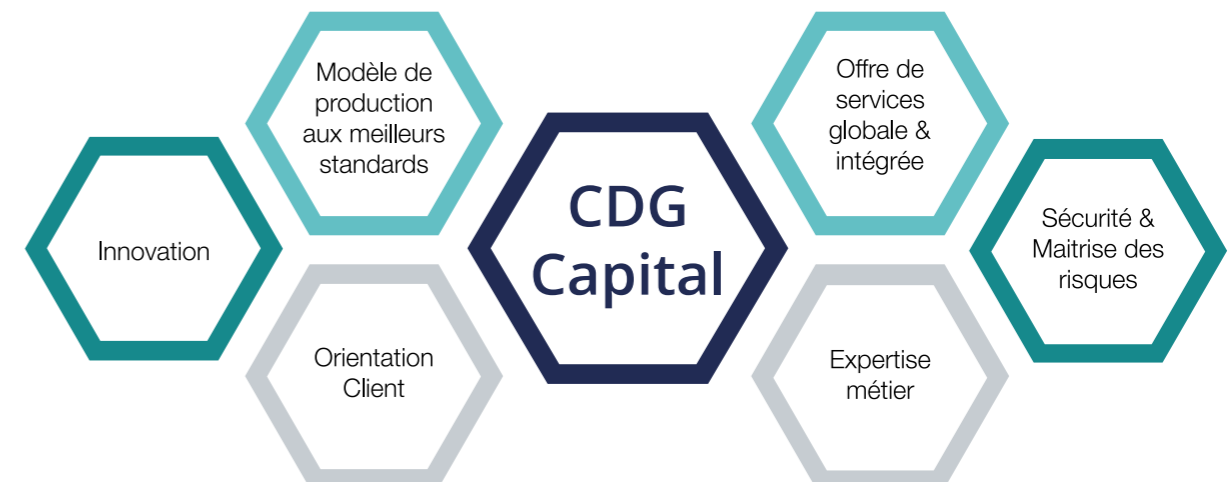 Innovation
Modèle de
production
aux meilleurs
standards
Orientation
Client
CDG
Capital
Offre de
services
globale &
intégrée
Expertise
métier
Sécurité &
Maitrise des
risques